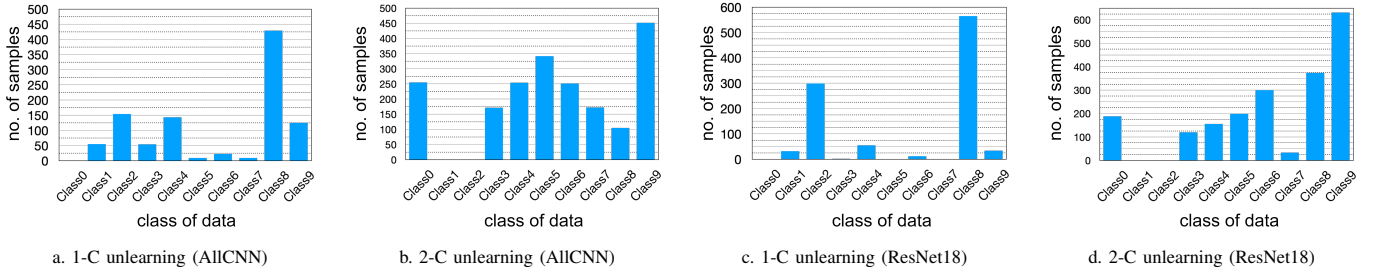 500
450
400
350
300
250
200
150
100
50
0
no. of samples
Class0
Class1
Class2
Class3
Class4
Class5
Class6
Class7
Class8
Class9
class of data
a. 1-C unlearning (AllCNN)
500
450
400
350
300
250
200
150
100
50
0
no. of samples
Class0
Class1
Class2
Class3
Class4
Class5
Class6
Class7
Class8
Class9
class of data
b. 2-C unlearning (AllCNN)
600
500
400
300
200
100
0
no. of samples
Class0
Class1
Class2
Class3
Class4
Class5
Class6
Class7
Class8
Class9
class of data
c. 1-C unlearning (ResNet18)
600
500
400
300
200
100
0
no. of samples
Class0
Class1
Class2
Class3
Class4
Class5
Class6
Class7
Class8
Class9
class of data
d. 2-C unlearning (ResNet18)